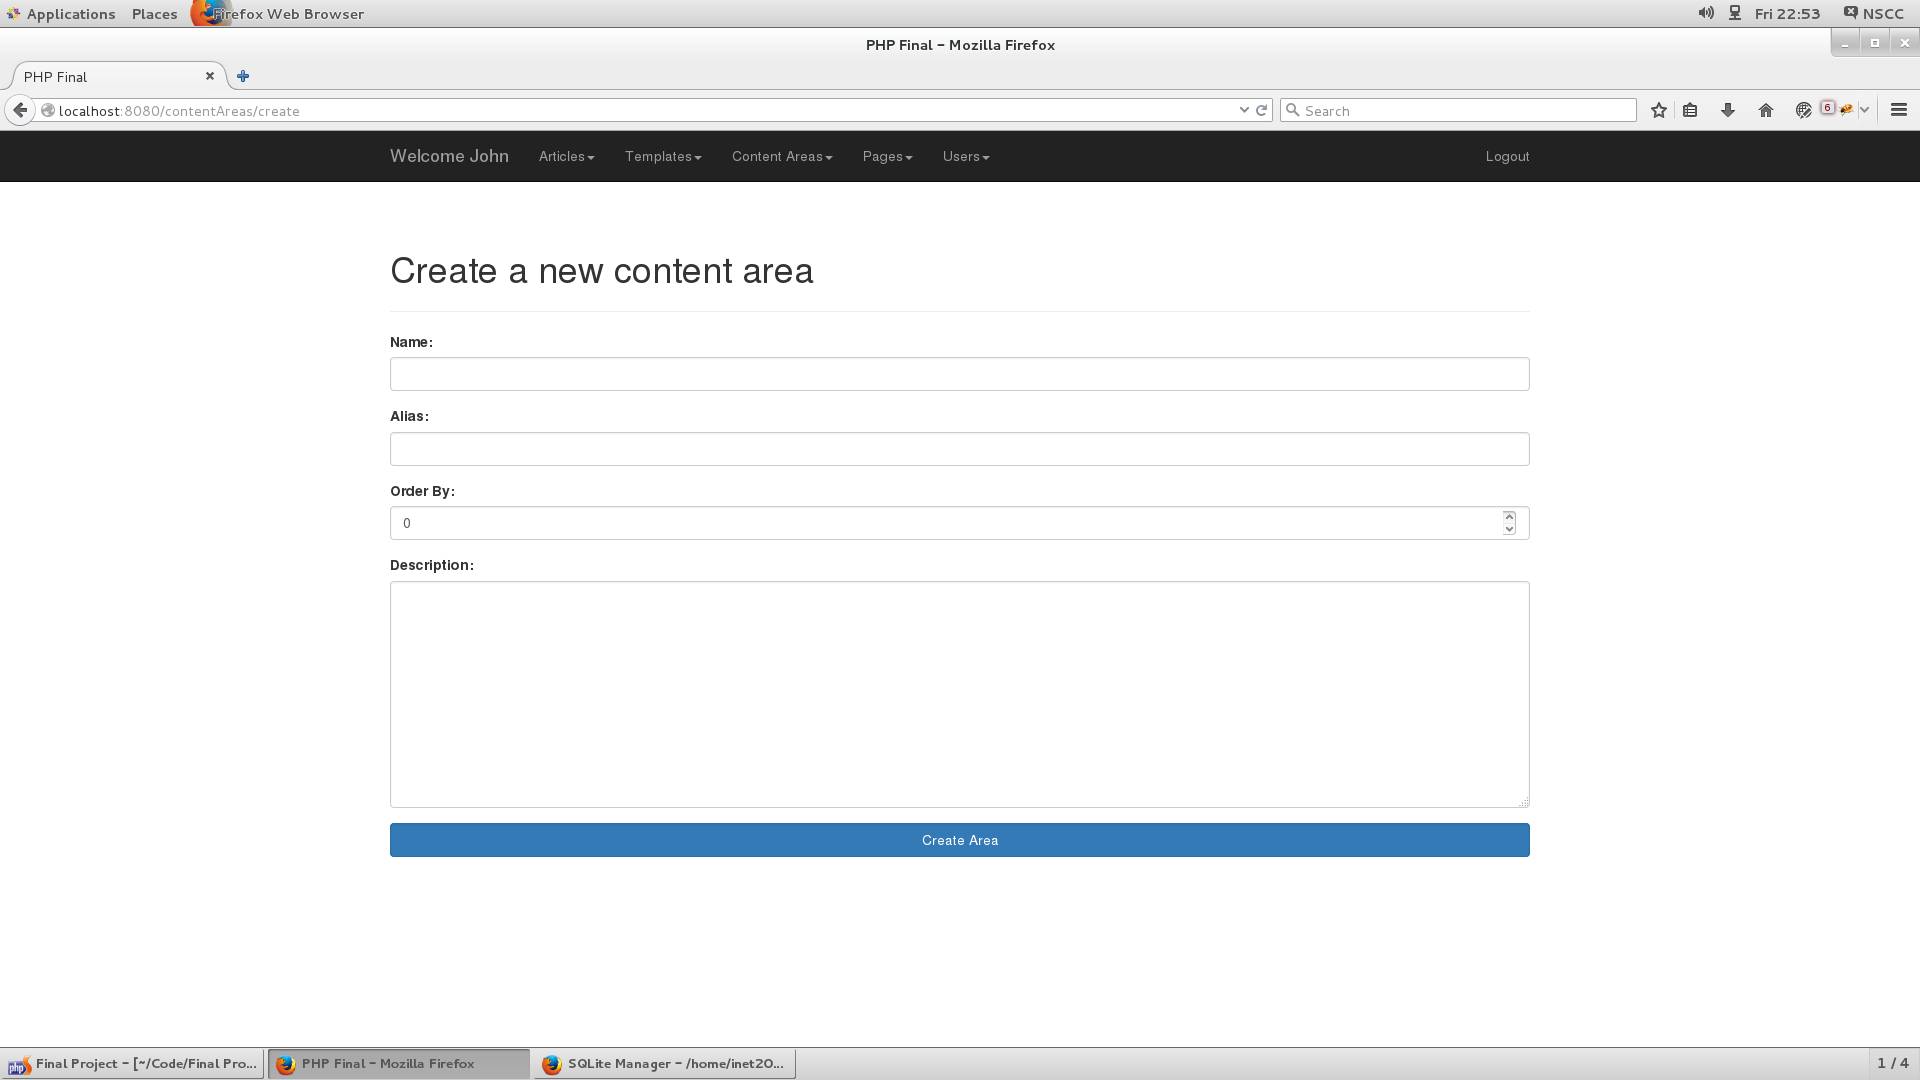 Applications Places Firefox Web Browser Fri 22:53 NSCC
PHP Final - Mozilla Firefox
PHP Final
localhost:8080/contentAreas/create Search 6
Welcome John Articles Templates Content Areas Pages Users Logout
Create a new content area
Name:
Alias:
Order By:
0
Description:
Create Area
Final Project - [~/Code/Final Pro... PHP Final - Mozilla Firefox SQLite Manager - /home/inet20... 1 / 4